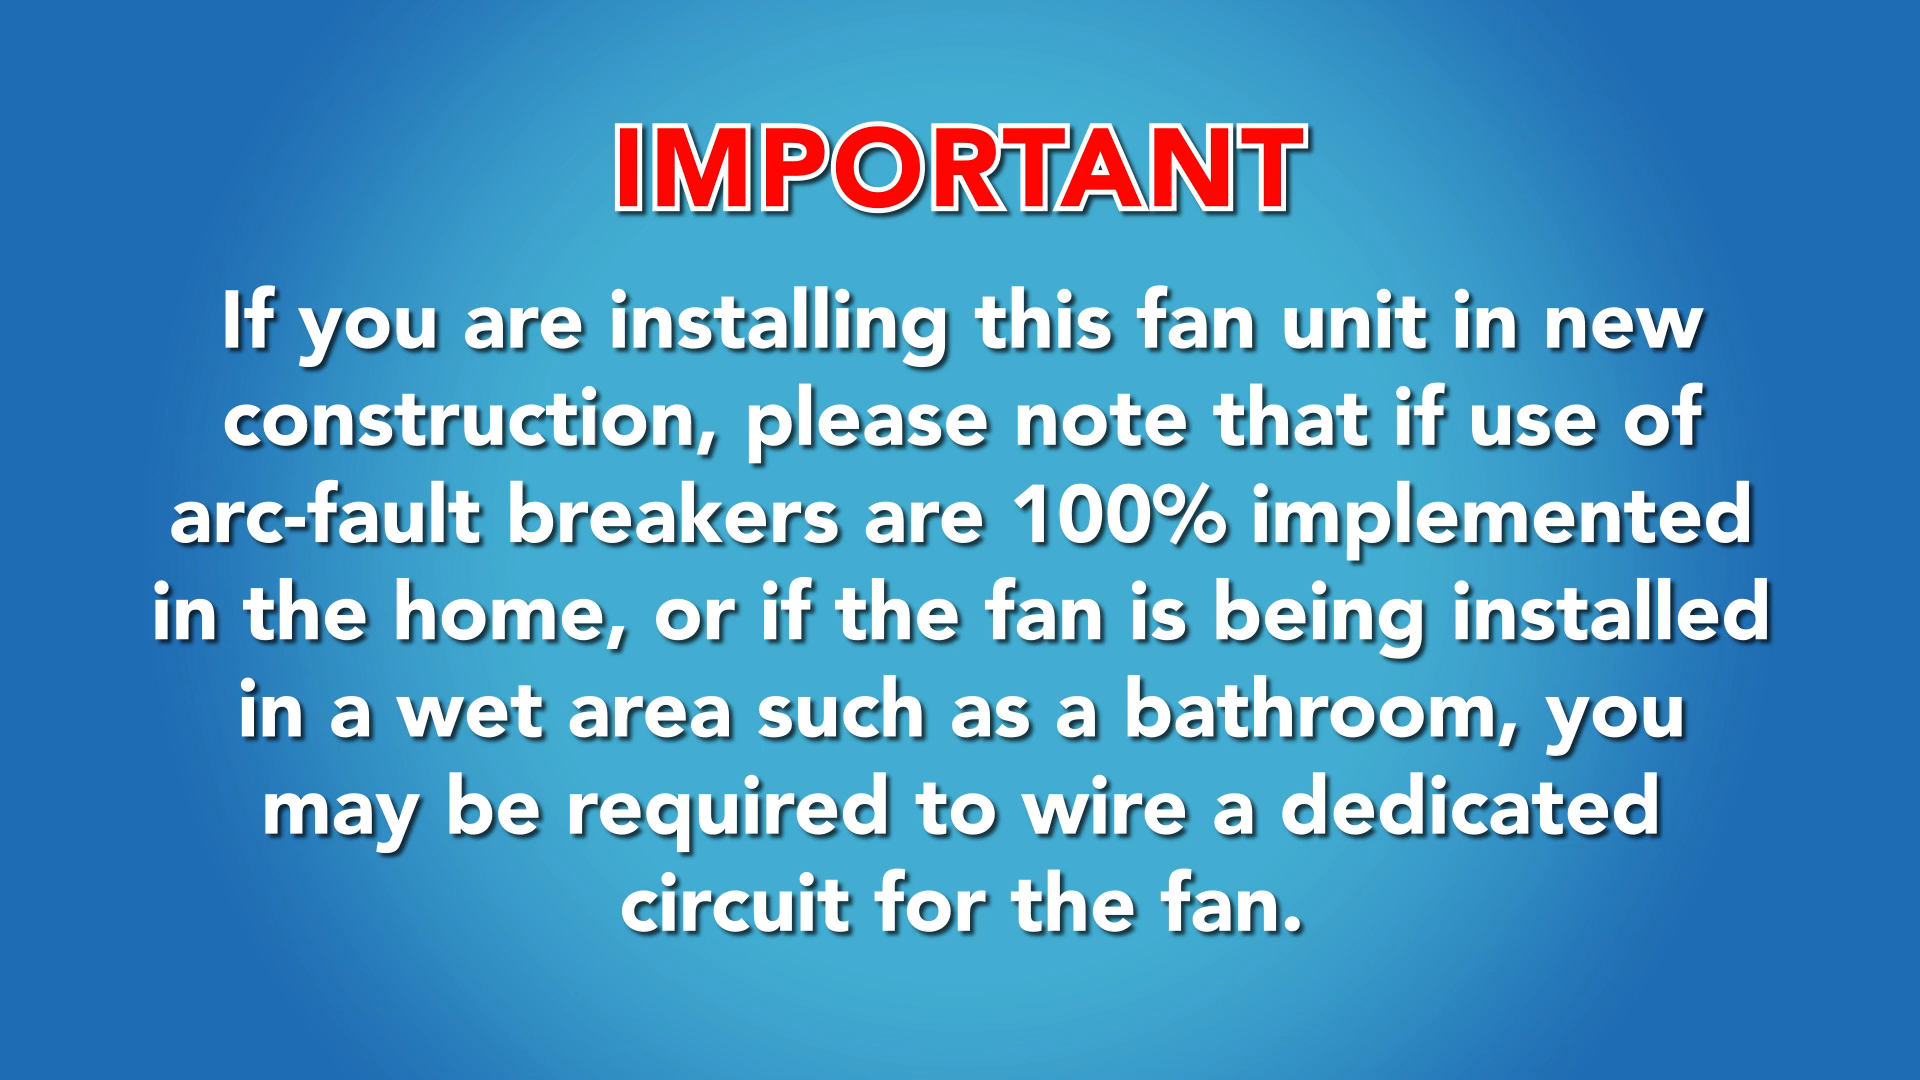 IMPORTANT
If you are installing this fan unit in new
construction, please note that if use of
arc-fault breakers are 100% implemented
in the home, or if the fan is being installed
in a wet area such as a bathroom, you
may be required to wire a dedicated
circuit for the fan.